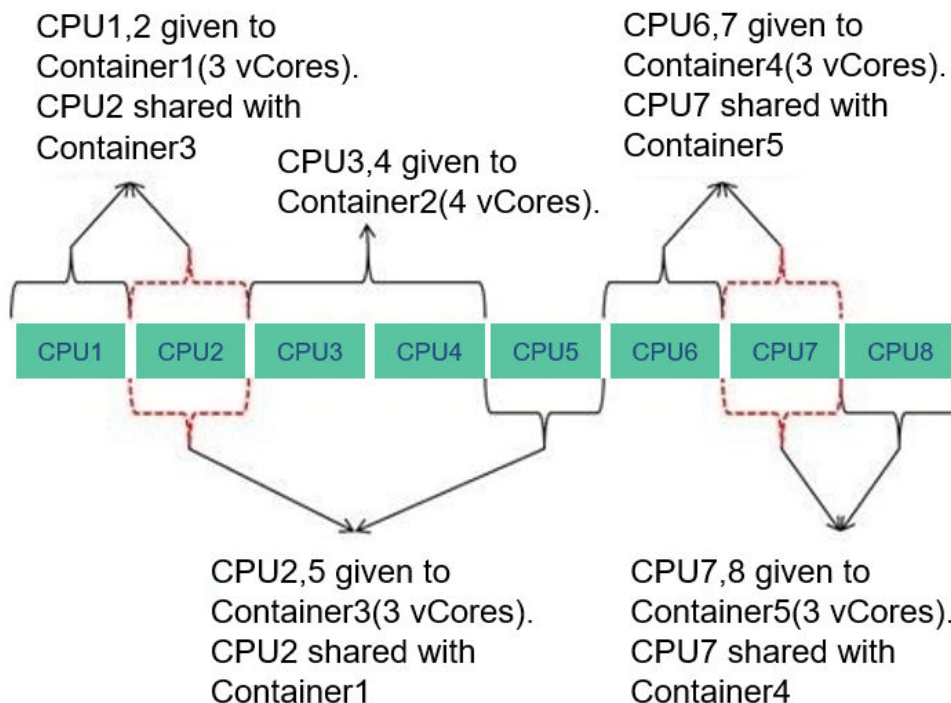 CPU1,2 given to
Container1(3 vCores).
CPU2 shared with
Container3
CPU3,4 given to
Container2(4 vCores).
CPU6,7 given to
Container4(3 vCores).
CPU7 shared with
Container5
CPU1
CPU2
CPU3
CPU4
CPU5
CPU6
CPU7
CPU8
CPU2,5 given to
Container3(3 vCores).
CPU2 shared with
Container1
CPU7,8 given to
Container5(3 vCores).
CPU7 shared with
Container4